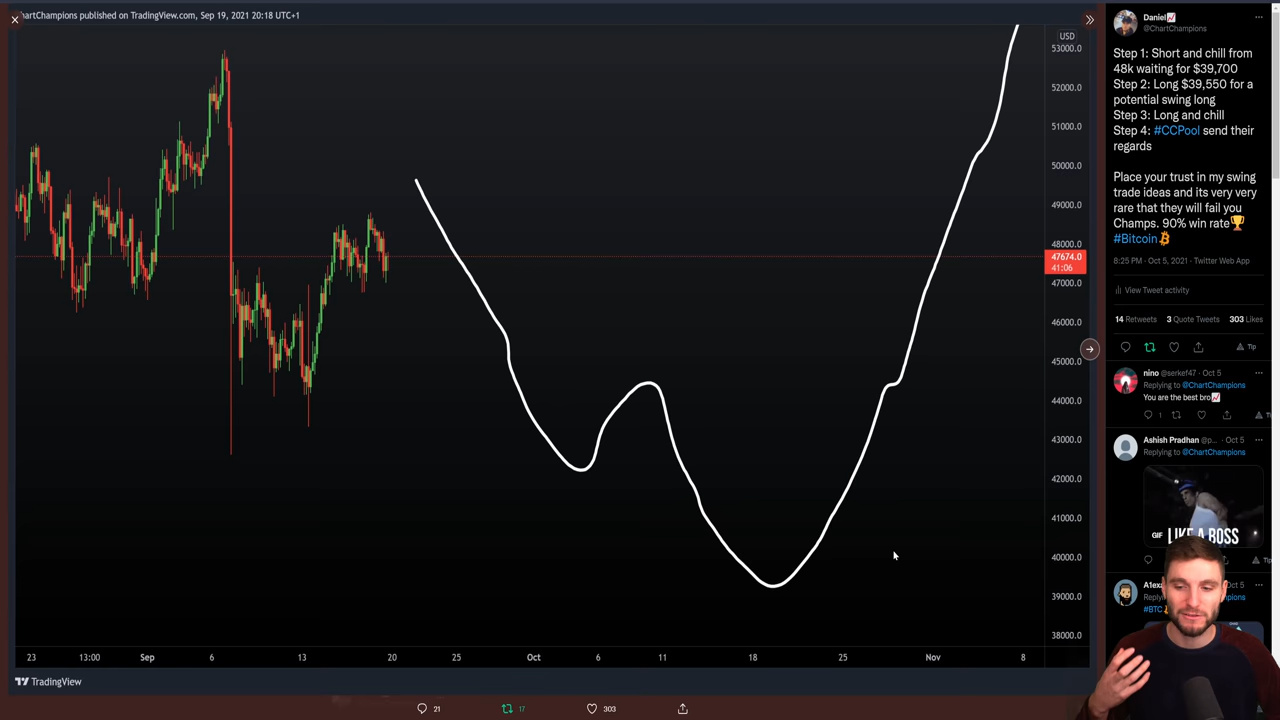 hartChampions published on TradingView.com, Sep 19, 2021 20:18 UTC+1
USD
53000.0
52000.0
51000.0
50000.0
49000.0
48000.0
47674.0
41:06
47000.0
46000.0
45000.0
44000.0
43000.0
42000.0
41000.0
40000.0
39000.0
38000.0
23 13:00 Sep 6 13 20 25 Oct 6 11 18 25 Nov 8
TradingView
21 17 303
Daniel
@ChartChampions
Step 1: Short and chill from
48k waiting for $39,700
Step 2: Long $39,550 for a
potential swing long
Step 3: Long and chill
Step 4: #CCPool send their
regards
Place your trust in my swing
trade ideas and its very very
rare that they will fail you
Champs. 90% win rate🏆
#Bitcoin
8:25 PM · Oct 5, 2021 · Twitter Web App
View Tweet activity
14 Retweets 3 Quote Tweets 303 Likes
Tip
nino @serkef47 · Oct 5
Replying to @ChartChampions
You are the best bro📈
1
Ashish Pradhan @p... · Oct 5
Replying to @ChartChampions
GIF LIKE A BOSS
Oct 5
#BTC